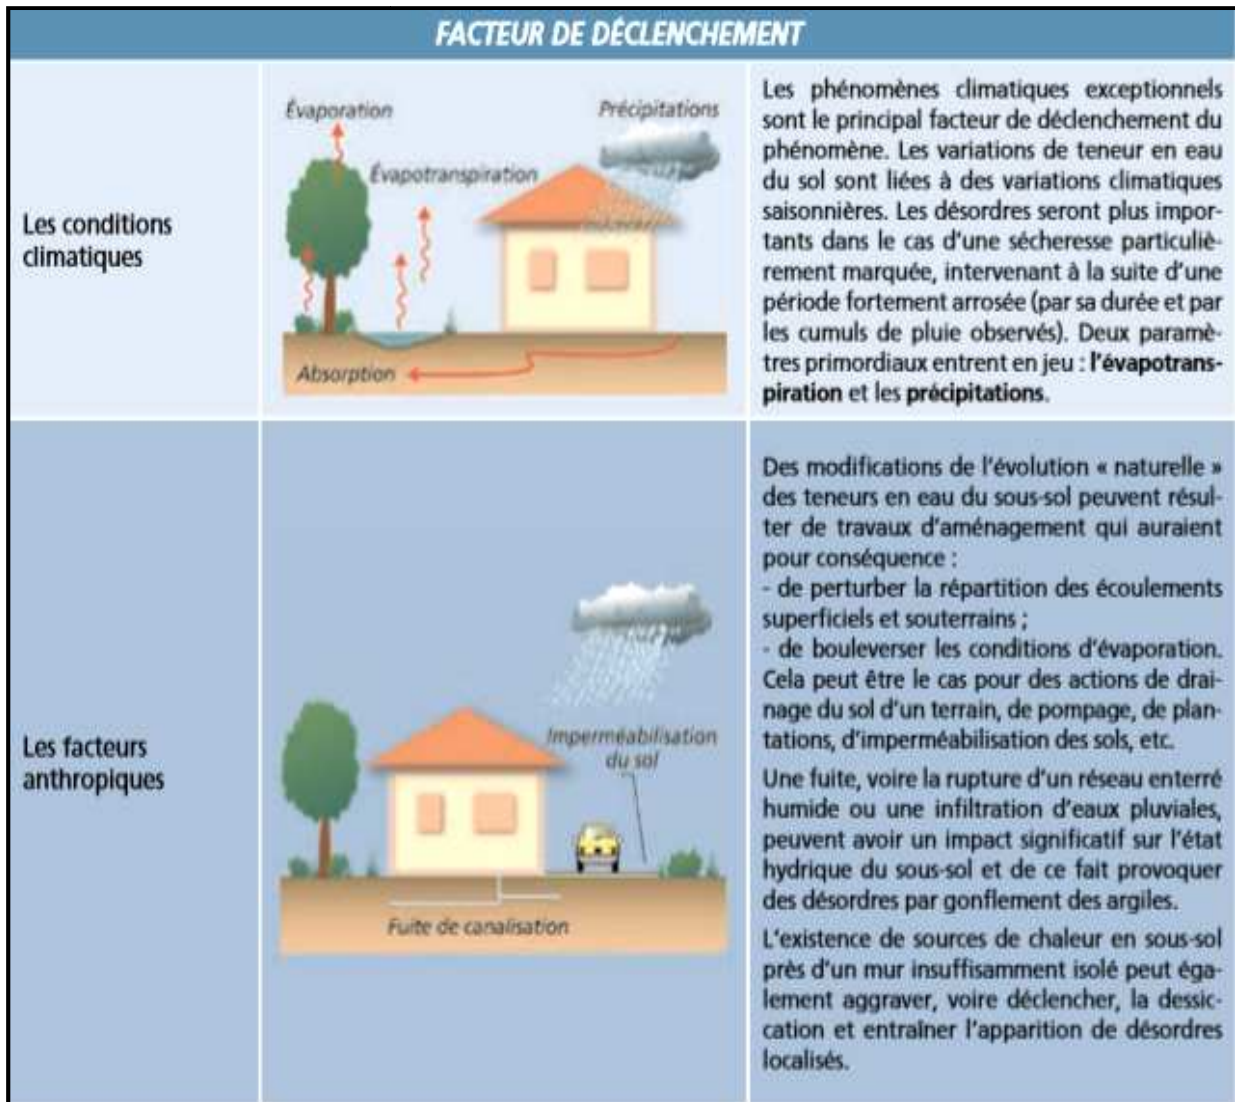 FACTEUR DE DÉCLENCHEMENT
Les conditions
climatiques
Évaporation
Précipitations
Évapotranspiration
Absorption
Les phénomènes climatiques exceptionnels
sont le principal facteur de déclenchement du
phénomène. Les variations de teneur en eau
du sol sont liées à des variations climatiques
saisonnières. Les désordres seront plus impor-
tants dans le cas d'une sécheresse particuliè-
rement marquée, intervenant à la suite d'une
période fortement arrosée (par sa durée et par
les cumuls de pluie observés). Deux paramè-
tres primordiaux entrent en jeu : l'évapotrans-
piration et les précipitations.
Les facteurs
anthropiques
Imperméabilisation
du sol
Fuite de canalisation
Des modifications de l'évolution « naturelle »
des teneurs en eau du sous-sol peuvent résul-
ter de travaux d'aménagement qui auraient
pour conséquence :
- de perturber la répartition des écoulements
superficiels et souterrains ;
- de bouleverser les conditions d'évaporation.
Cela peut être le cas pour des actions de drai-
nage du sol d'un terrain, de pompage, de plan-
tations, d'imperméabilisation des sols, etc.
Une fuite, voire la rupture d'un réseau enterré
humide ou une infiltration d'eaux pluviales,
peuvent avoir un impact significatif sur l'état
hydrique du sous-sol et de ce fait provoquer
des désordres par gonflement des argiles.
L'existence de sources de chaleur en sous-sol
près d'un mur insuffisamment isolé peut éga-
lement aggraver, voire déclencher, la dessic-
cation et entraîner l'apparition de désordres
localisés.